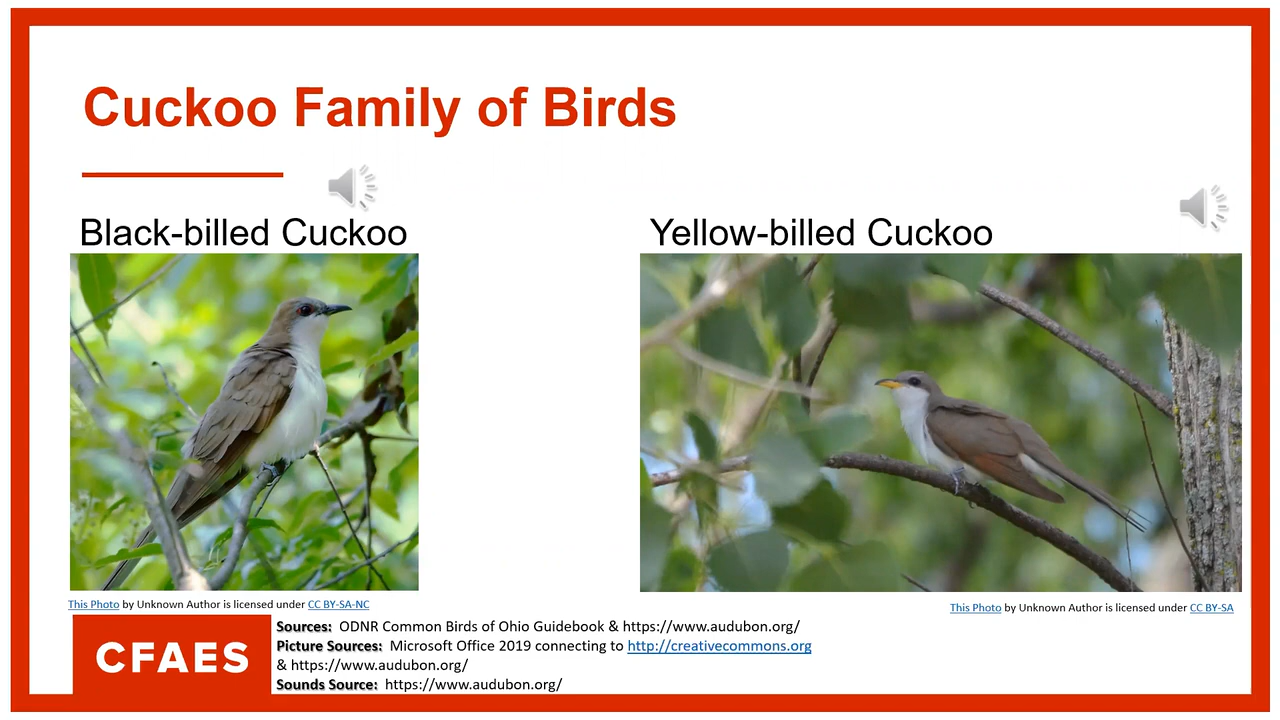 Cuckoo Family of Birds
Black-billed Cuckoo
Yellow-billed Cuckoo
This Photo by Unknown Author is licensed under CC BY-SA-NC
This Photo by Unknown Author is licensed under CC BY-SA
CFAES
Sources: ODNR Common Birds of Ohio Guidebook & https://www.audubon.org/
Picture Sources: Microsoft Office 2019 connecting to http://creativecommons.org
& https://www.audubon.org/
Sounds Source: https://www.audubon.org/